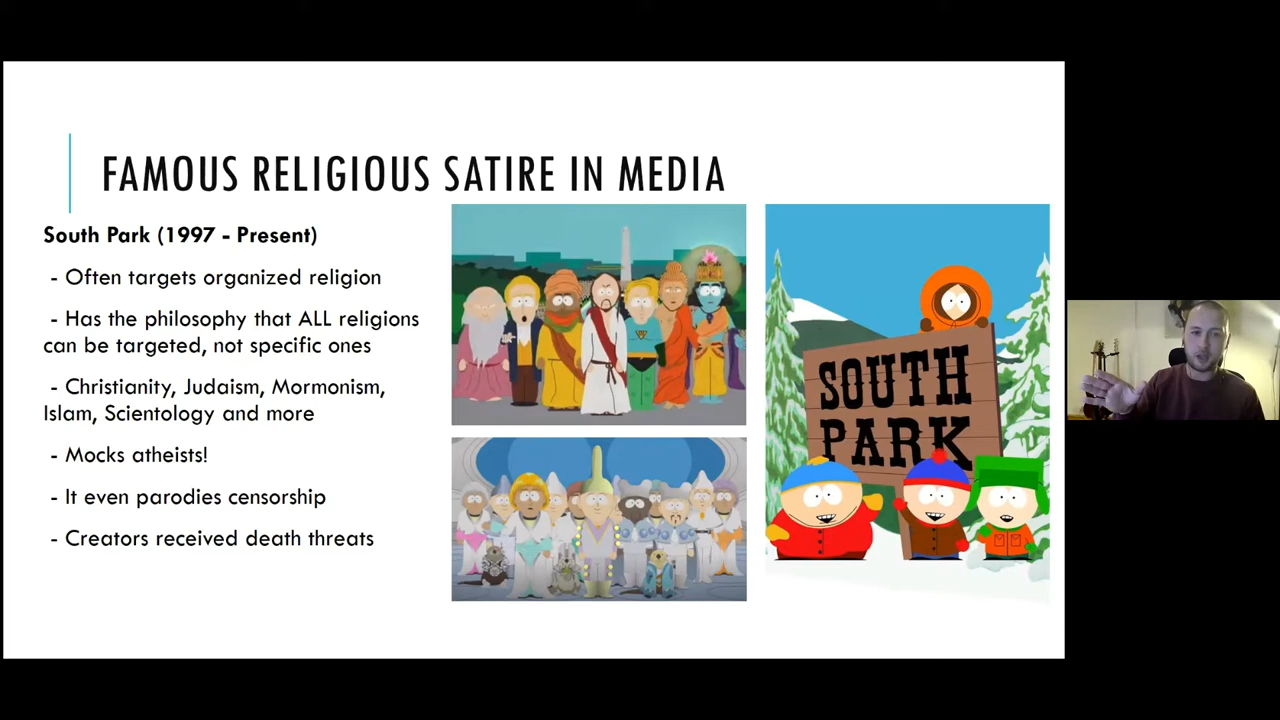 FAMOUS RELIGIOUS SATIRE IN MEDIA
South Park (1997 - Present)
- Often targets organized religion
- Has the philosophy that ALL religions
can be targeted, not specific ones
- Christianity, Judaism, Mormonism,
Islam, Scientology and more
- Mocks atheists!
- It even parodies censorship
- Creators received death threats
SOUTH
PARK